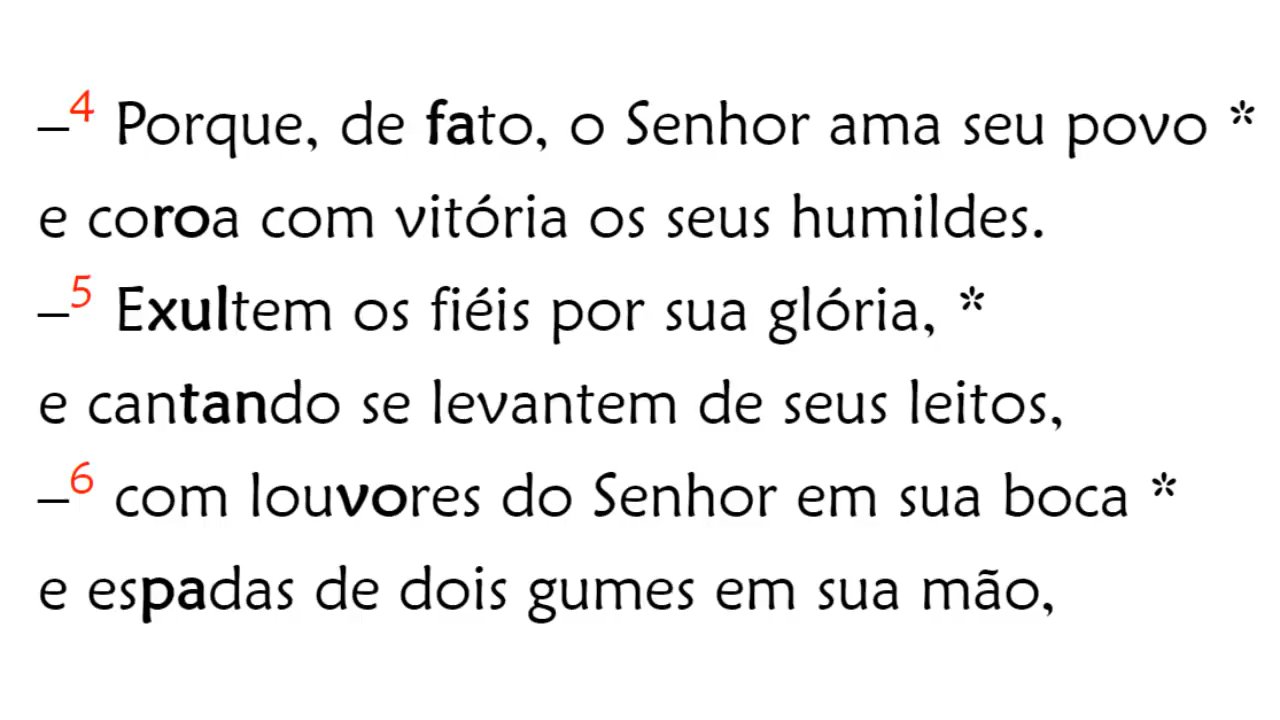 –4 Porque, de fato, o Senhor ama seu povo *
e coroa com vitória os seus humildes.
–5 Exultem os fiéis por sua glória, *
e cantando se levantem de seus leitos,
–6 com louvores do Senhor em sua boca *
e espadas de dois gumes em sua mão,